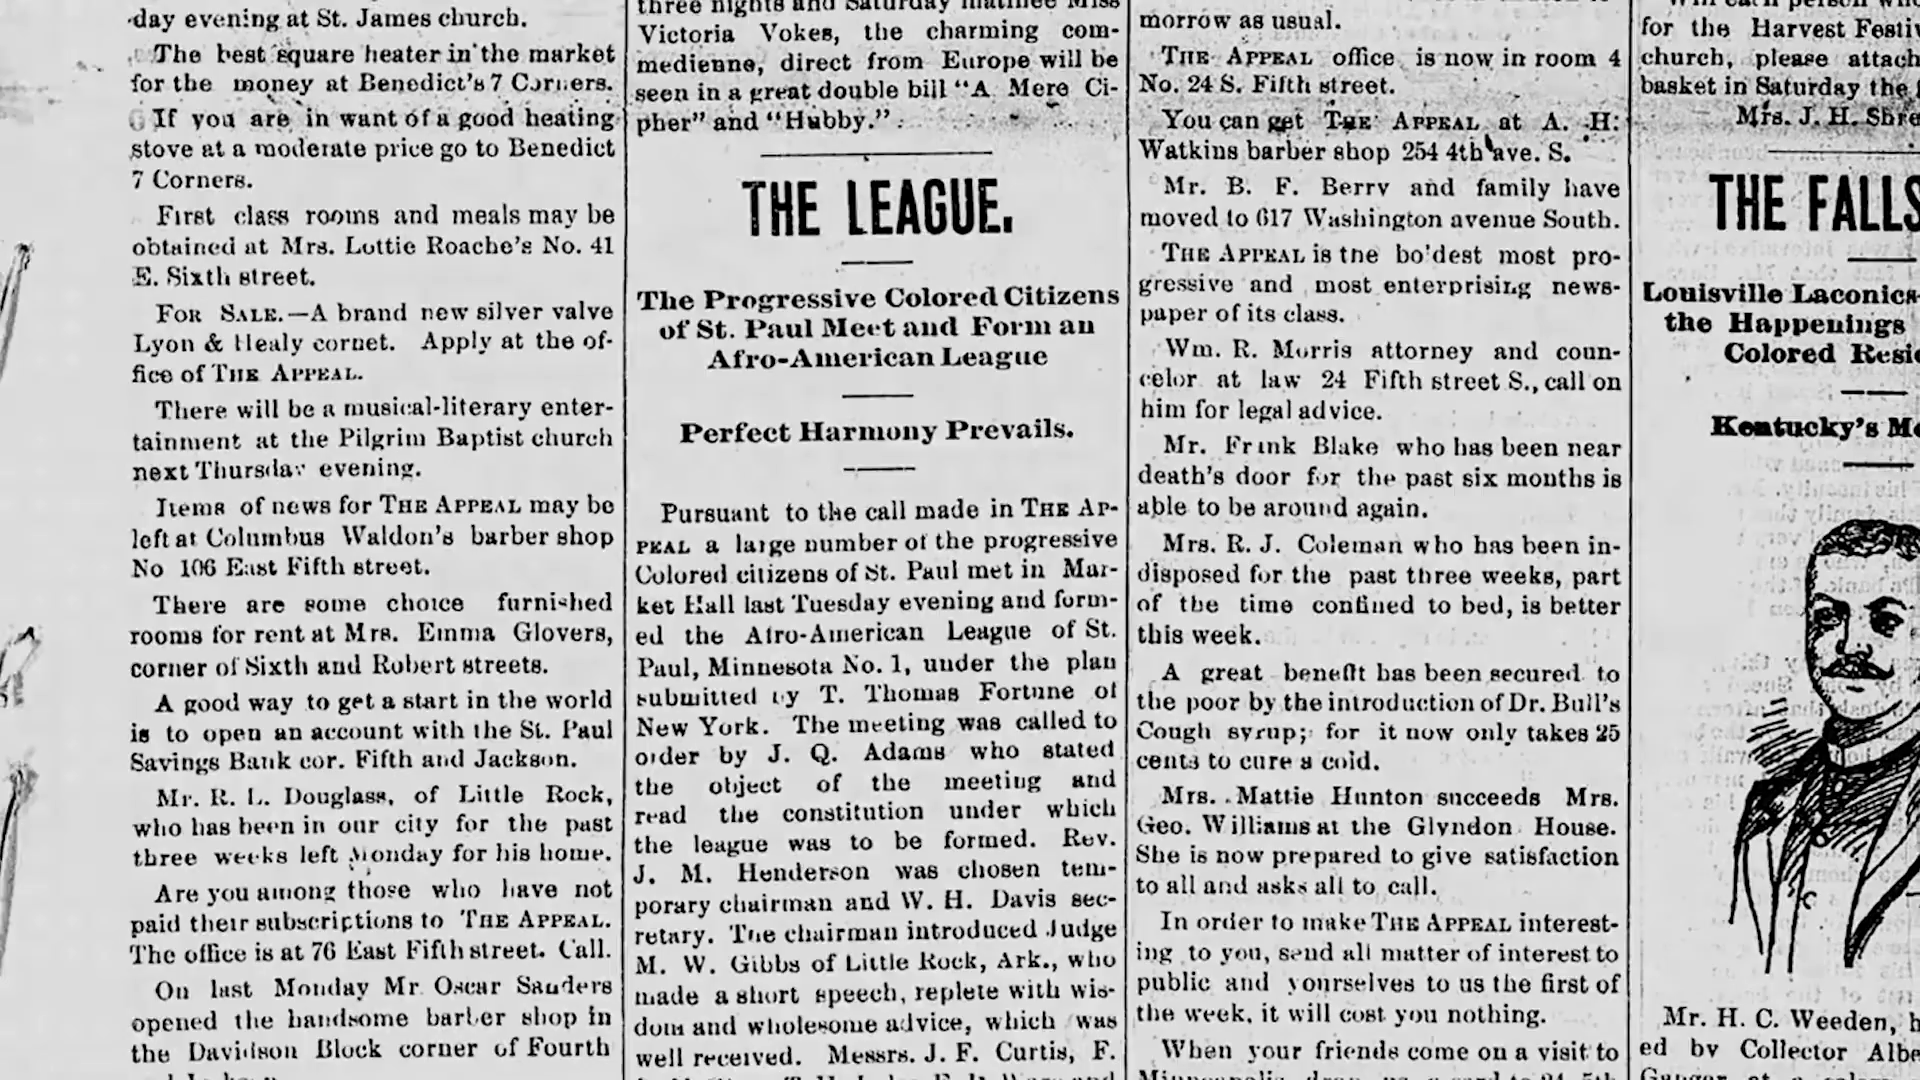 day evening at St. James church.
The best square heater in the market
for the money at Benedict's 7 Corners.
If you are in want of a good heating
stove at a moderate price go to Benedict
7 Corners.
First class rooms and meals may be
obtained at Mrs. Lottie Roache's No. 41
E. Sixth street.
FOR SALE.—A brand new silver valve
Lyon & Healy cornet. Apply at the of-
fice of THE APPEAL.
There will be a musical-literary enter-
tainment at the Pilgrim Baptist church
next Thursday evening.
Items of news for THE APPEAL may be
left at Columbus Waldon's barber shop
No 106 East Fifth street.
There are some choice furnished
rooms for rent at Mrs. Emma Glovers,
corner of Sixth and Robert streets.
A good way to get a start in the world
is to open an account with the St. Paul
Savings Bank cor. Fifth and Jackson.
Mr. R. L. Douglass, of Little Rock,
who has been in our city for the past
three weeks left Monday for his home.
Are you among those who have not
paid their subscriptions to THE APPEAL.
The office is at 76 East Fifth street. Call.
On last Monday Mr. Oscar Sauders
opened the handsome barber shop in
the Davidson Block corner of Fourth
three nights and Saturday matinee Miss
Victoria Vokes, the charming com-
medienne, direct from Europe will be
seen in a great double bill "A Mere Ci-
pher" and "Hubby."
THE LEAGUE.
The Progressive Colored Citizens
of St. Paul Meet and Form an
Afro-American League
Perfect Harmony Prevails.
Pursuant to the call made in THE AP-
PEAL a large number of the progressive
Colored citizens of St. Paul met in Mar-
ket Hall last Tuesday evening and form-
ed the Afro-American League of St.
Paul, Minnesota No. 1, under the plan
submitted by T. Thomas Fortune of
New York. The meeting was called to
order by J. Q. Adams who stated
the object of the meeting and
read the constitution under which
the league was to be formed. Rev.
J. M. Henderson was chosen tem-
porary chairman and W. H. Davis sec-
retary. The chairman introduced Judge
M. W. Gibbs of Little Rock, Ark., who
made a short speech, replete with wis-
dom and wholesome advice, which was
well received. Messrs. J. F. Curtis, F.
morrow as usual.
THE APPEAL office is now in room 4
No. 24 S. Fifth street.
You can get THE APPEAL at A. H.
Watkins barber shop 254 4th ave. S.
Mr. B. F. Berry and family have
moved to 617 Washington avenue South.
THE APPEAL is the bo'dest most pro-
gressive and most enterprising news-
paper of its class.
Wm. R. Morris attorney and coun-
celor at law 24 Fifth street S., call on
him for legal advice.
Mr. Frank Blake who has been near
death's door for the past six months is
able to be around again.
Mrs. R. J. Coleman who has been in-
disposed for the past three weeks, part
of the time confined to bed, is better
this week.
A great benefit has been secured to
the poor by the introduction of Dr. Bull's
Cough syrup; for it now only takes 25
cents to cure a cold.
Mrs. Mattie Hunton succeeds Mrs.
Geo. Williams at the Glyndon House.
She is now prepared to give satisfaction
to all and asks all to call.
In order to make THE APPEAL interest-
ing to you, send all matter of interest to
public and yourselves to us the first of
the week, it will cost you nothing.
When your friends come on a visit to
for the Harvest Festiv
church, please attach
basket in Saturday the
Mrs. J. H. Shre
THE FALLS
Louisville Laconics
the Happenings
Colored Resi
Kentucky's M
Mr. H. C. Weeden, h
ed by Collector Albe